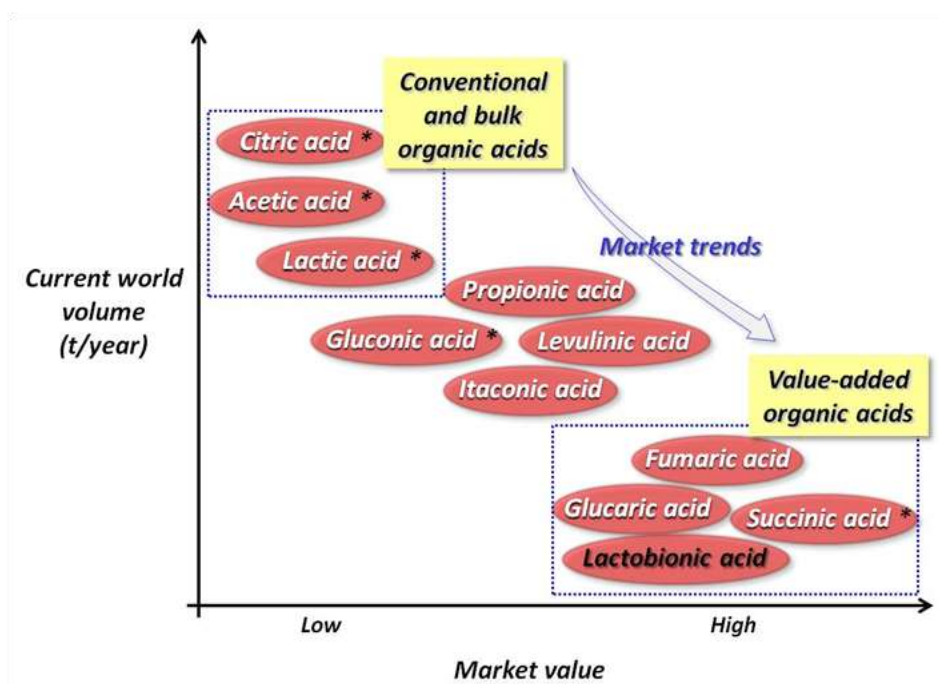 Conventional
and bulk
organic acids
Citric acid *
Acetic acid *
Lactic acid *
Market trends
Current world
volume
(t/year)
Propionic acid
Gluconic acid *
Levulinic acid
Itaconic acid
Value-added
organic acids
Fumaric acid
Glucaric acid
Succinic acid *
Lactobionic acid
Low
High
Market value